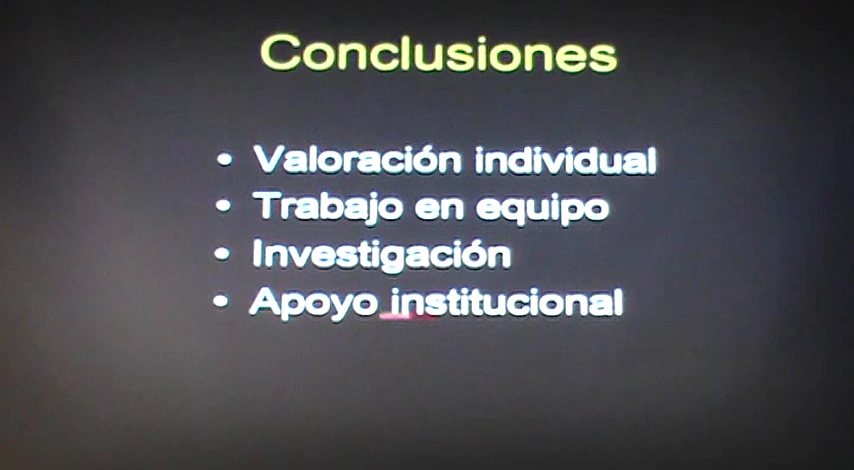 Conclusiones
• Valoración individual
• Trabajo en equipo
• Investigación
• Apoyo institucional